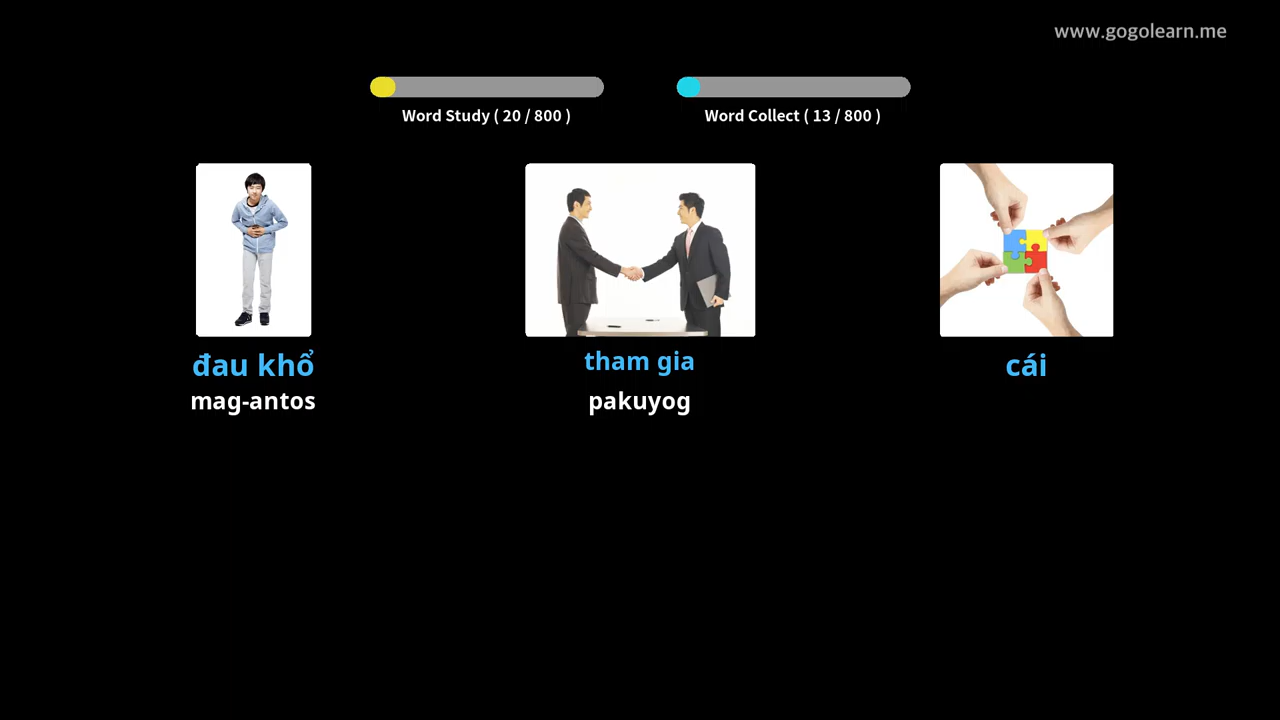 www.gogolearn.me
Word Study ( 20 / 800 )
Word Collect ( 13 / 800 )
đau khổ
tham gia
cái
mag-antos
pakuyog